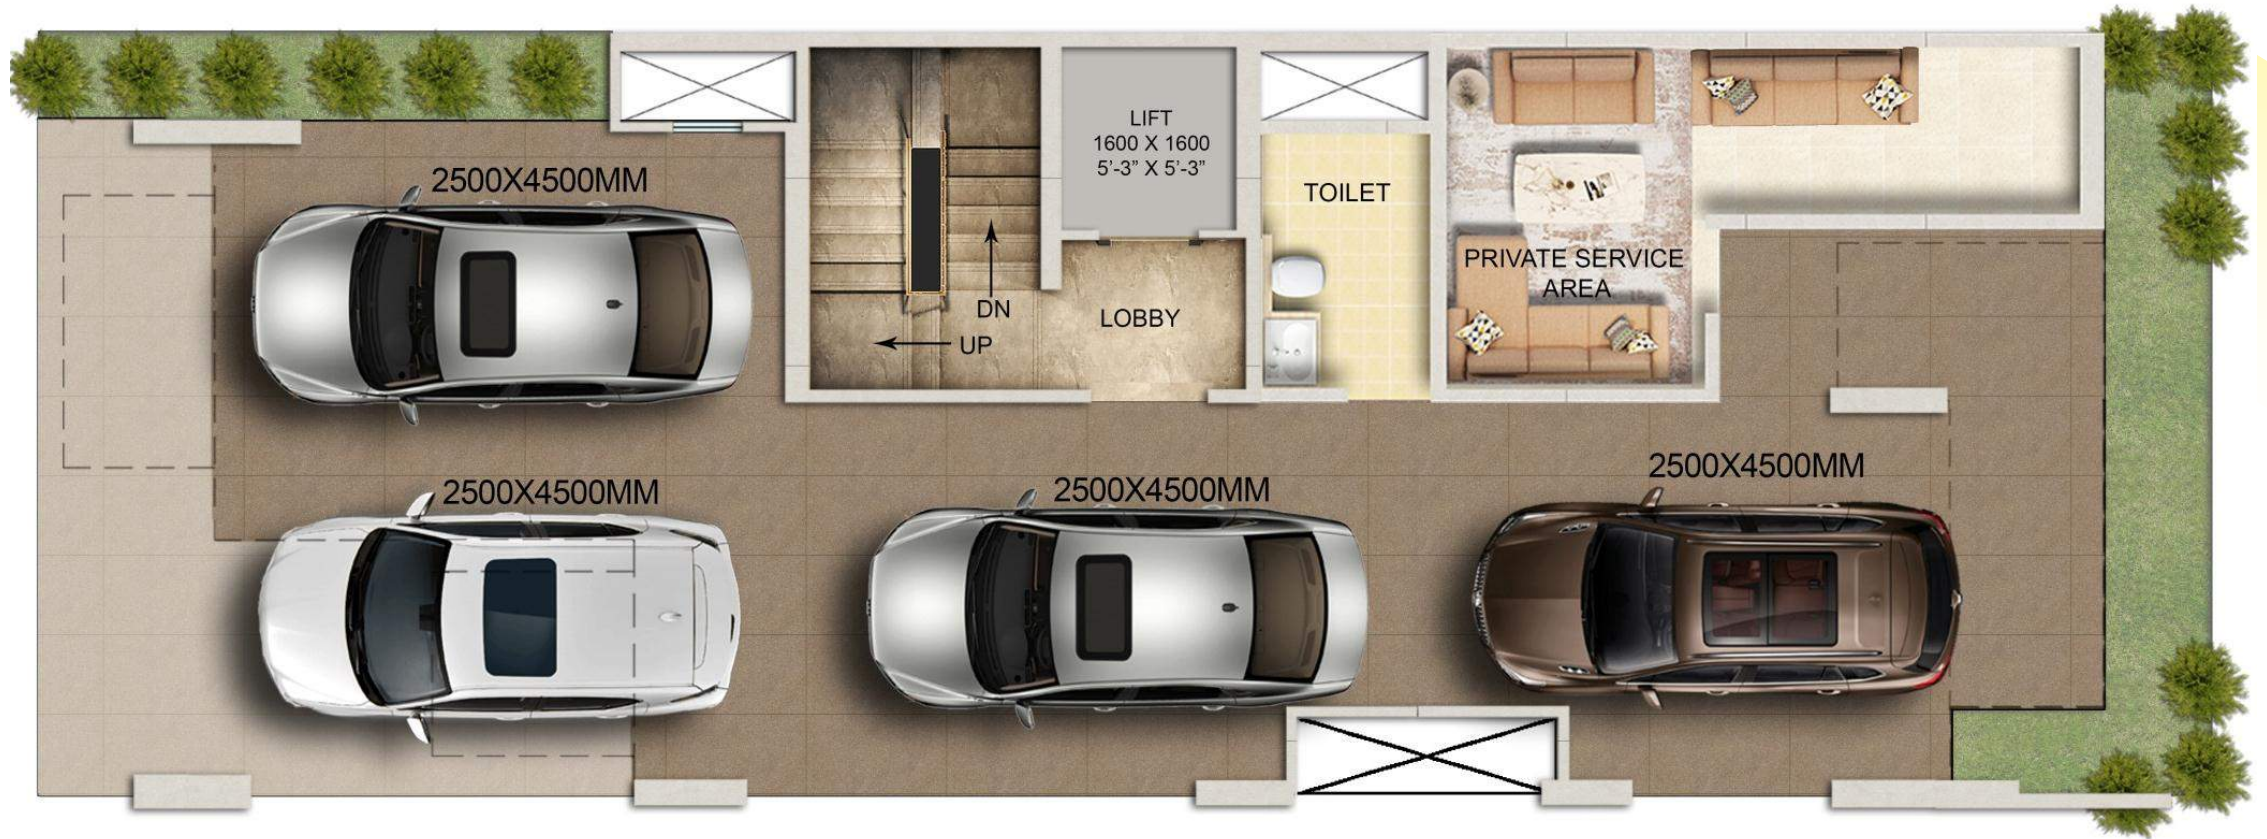 2500X4500MM
LIFT
1600 X 1600
5'-3" X 5'-3"
TOILET
PRIVATE SERVICE
AREA
DN
UP
LOBBY
2500X4500MM
2500X4500MM
2500X4500MM